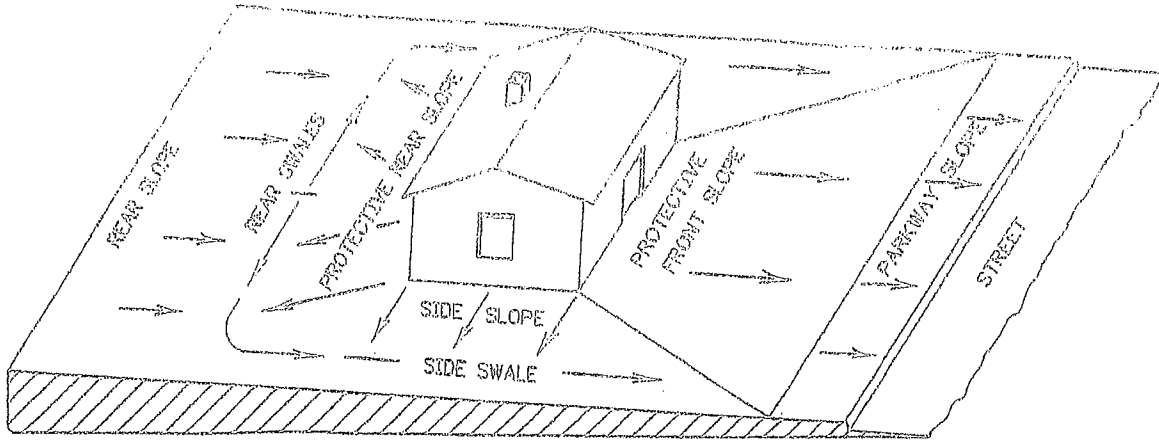 REAR SLOPE
REAR SWALES
PROTECTIVE REAR SLOPE
SIDE SLOPE
SIDE SWALE
PROTECTIVE
FRONT SLOPE
PARKWAY SLOPE
STREET